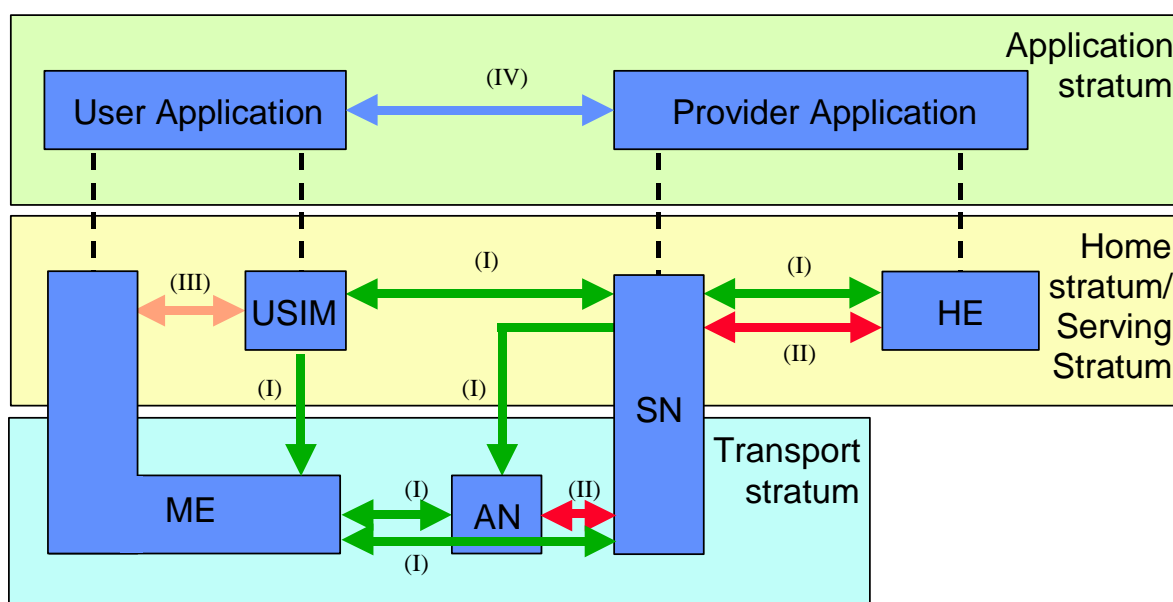 Application
stratum
(IV)
User Application
Provider Application
Home
stratum/
Serving
Stratum
(III)
(I)
(I)
USIM
HE
(II)
(I)
(I)
SN
Transport
stratum
(I)
(II)
ME
AN
(I)